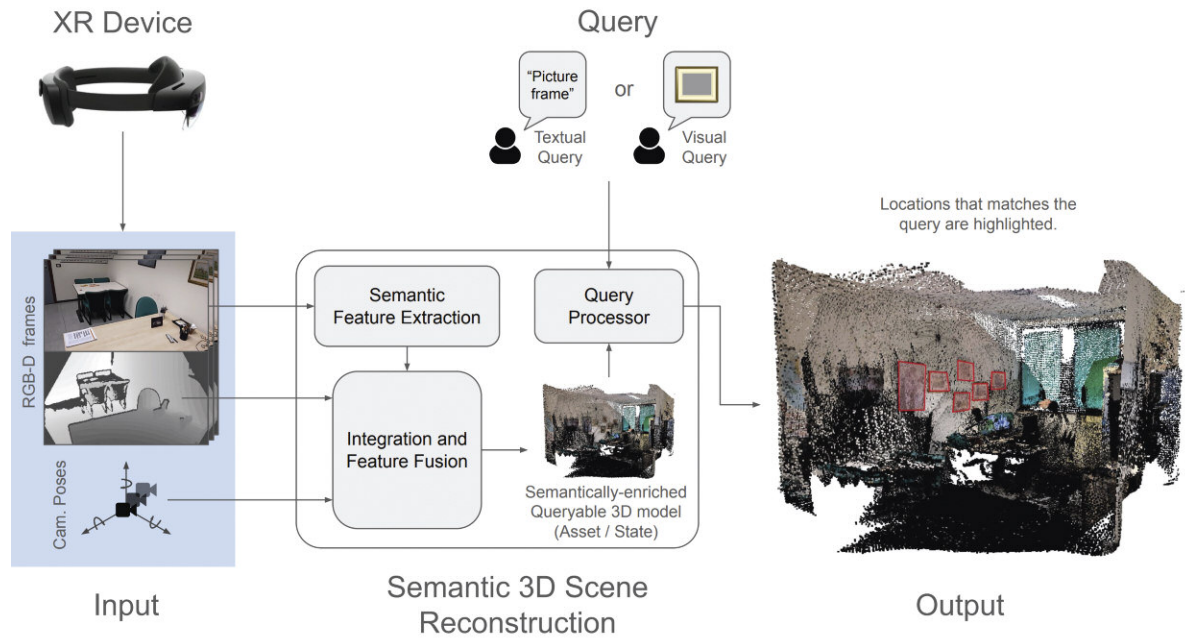 XR Device
Query
“Picture
frame”
or
Textual
Query
Visual
Query
Locations that matches the
query are highlighted.
RGB-D frames
Cam. Poses
Semantic
Feature Extraction
Query
Processor
Integration and
Feature Fusion
Semantically-enriched
Queryable 3D model
(Asset / State)
Input
Semantic 3D Scene
Reconstruction
Output